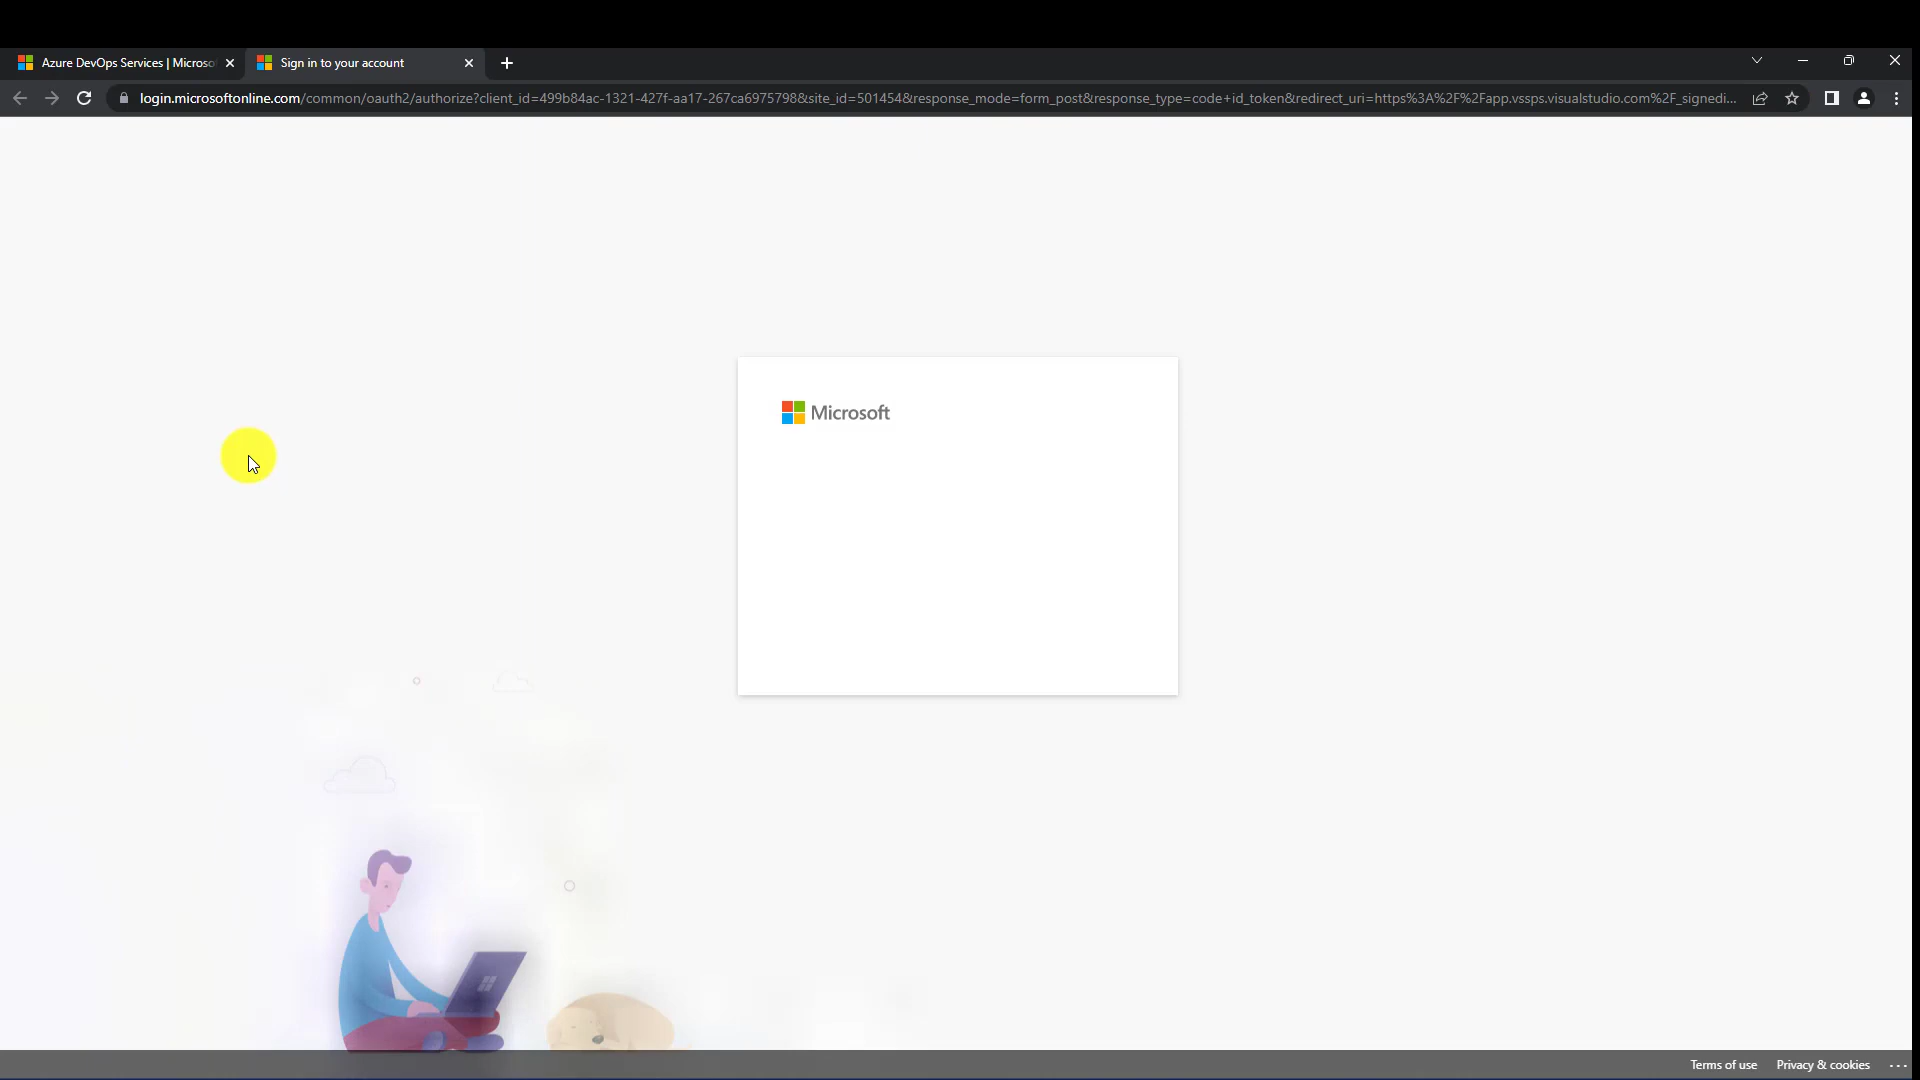 Azure DevOps Services | Microso
Sign in to your account
login.microsoftonline.com/common/oauth2/authorize?client_id=499b84ac-1321-427f-aa17-267ca6975798&site_id=501454&response_mode=form_post&response_type=code+id_token&redirect_uri=https%3A%2F%2Fapp.vssps.visualstudio.com%2F_signedi...
Microsoft
Terms of use Privacy & cookies ...